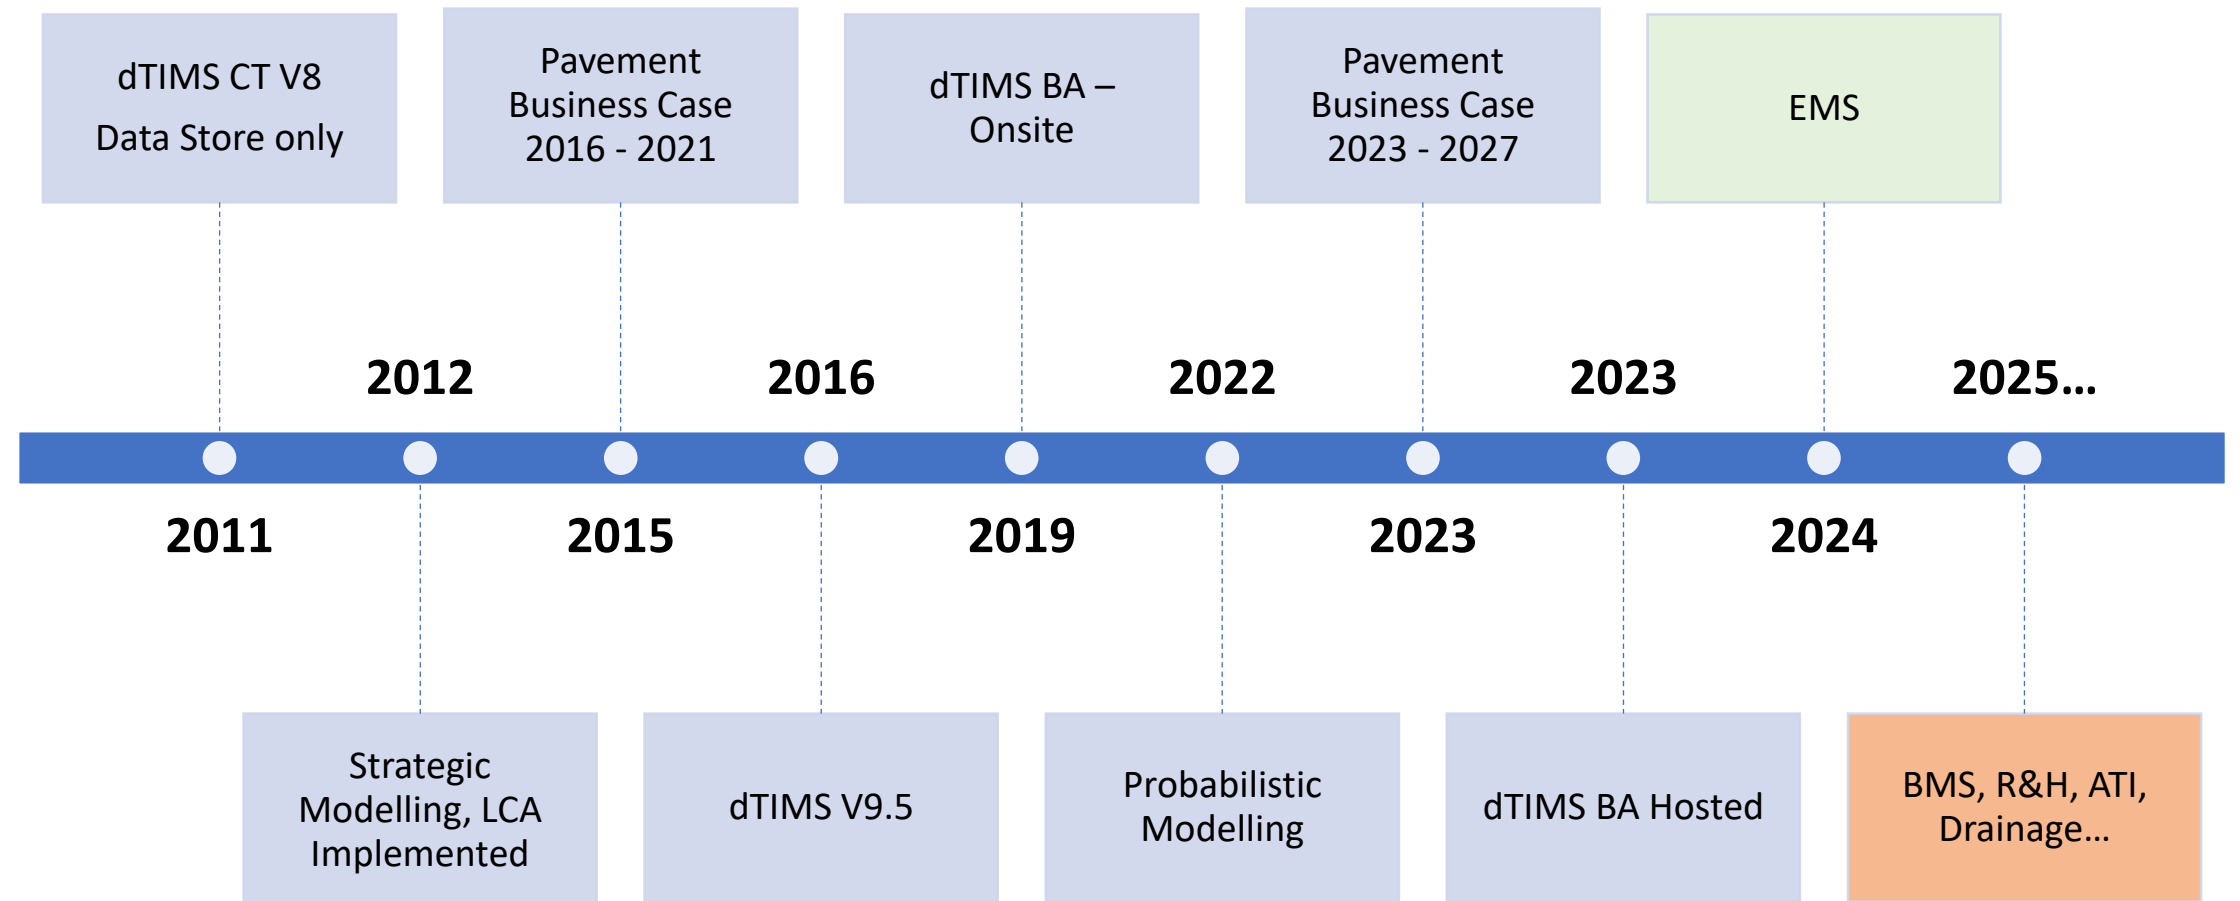 dTIMS CT V8
Data Store only
Pavement
Business Case
2016 - 2021
dTIMS BA –
Onsite
Pavement
Business Case
2023 - 2027
EMS
2012
2016
2022
2023
2025...
2011
2015
2019
2023
2024
Strategic
Modelling, LCA
Implemented
dTIMS V9.5
Probabilistic
Modelling
dTIMS BA Hosted
BMS, R&H, ATI,
Drainage...